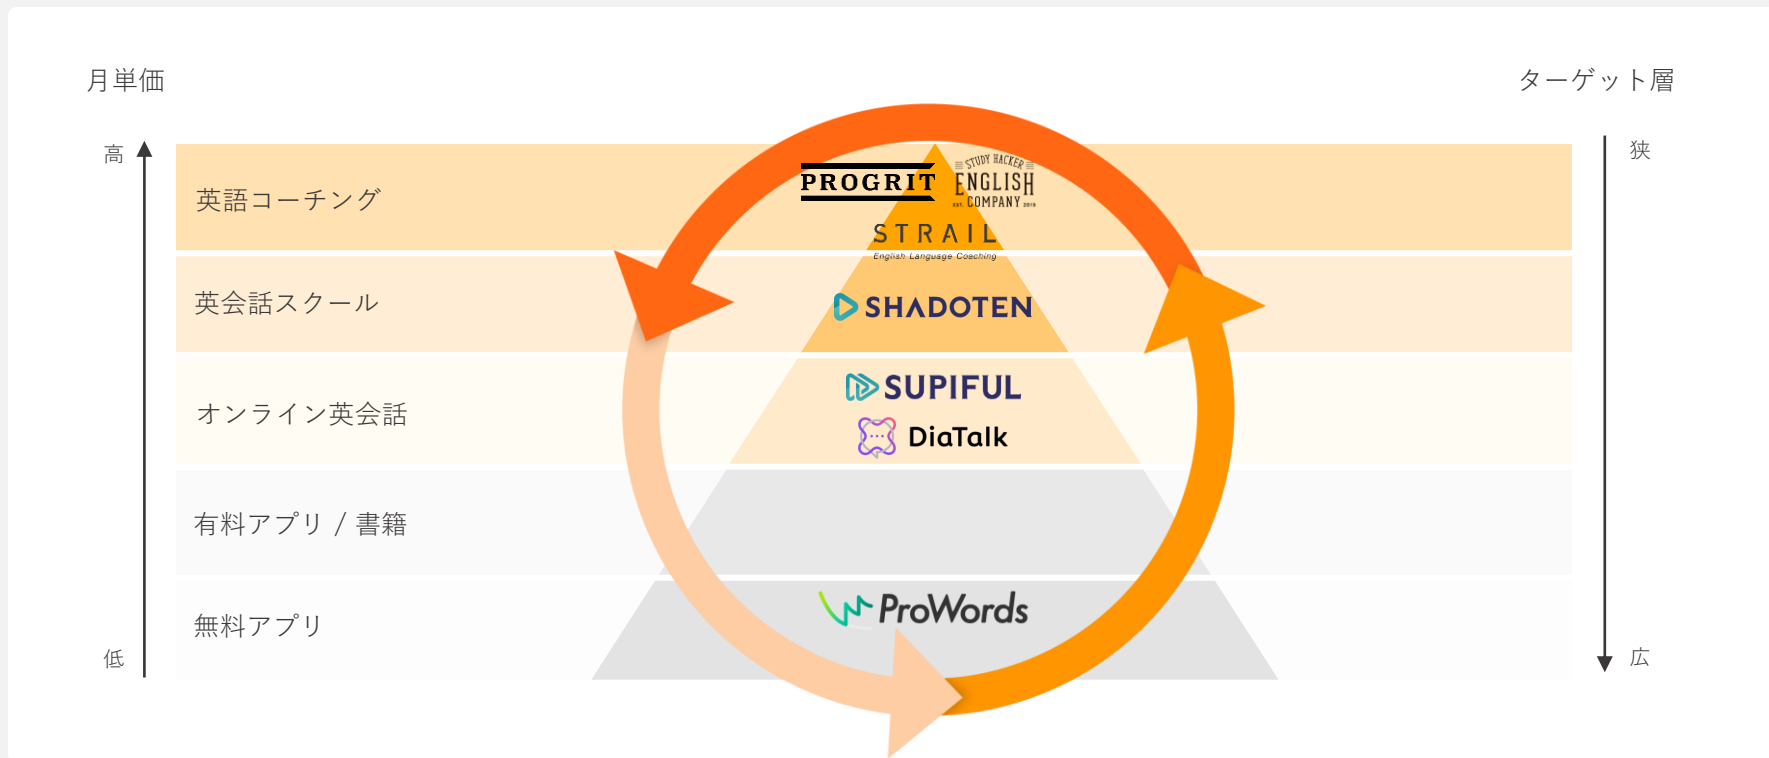 月単価
ターゲット層
高
狭
英語コーチング
PROGRIT
STUDY HACKER
ENGLISH
COMPANY
EST. 2015
STRAIL
English Language Coaching
英会話スクール
SHADOTEN
オンライン英会話
SUPIFUL
DiaTalk
有料アプリ / 書籍
無料アプリ
ProWords
低
広